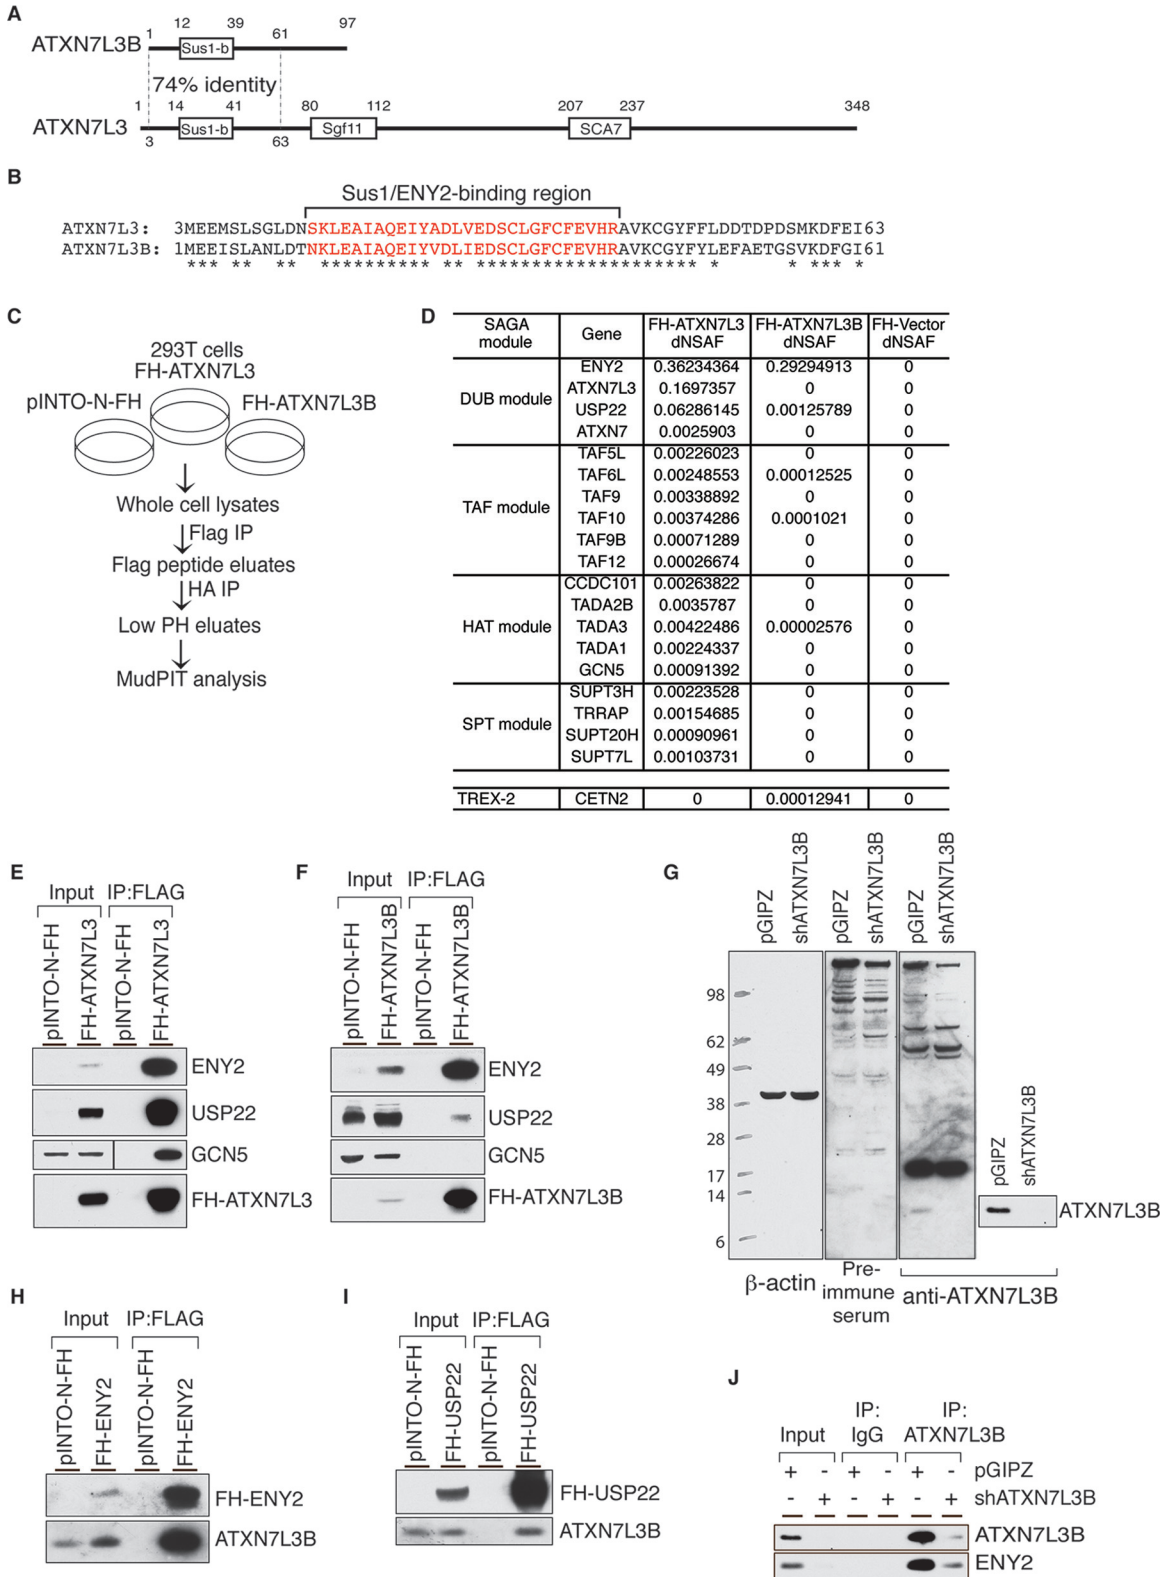 A
1 12 39 61 97
ATXN7L3B Sus1-b
74% identity
1 14 41 80 112 207 237 348
ATXN7L3 Sus1-b Sgf11 SCA7
3 63
B
Sus1/ENY2-binding region
ATXN7L3: 3MEEMSLSGLDNSKLEAIAQEIYADLVEDSCLGFCFEVHRAVKCGYFFLDDTDPDSMKDFEI63
ATXN7L3B: 1MEEISLANLDTNKLEAIAQEIYVDLIEDSCLGFCFEVHRAVKCGYFYLEFAETGSVKDFGI61
*** ** ** ********** ** ********************* * * *** *
C
293T cells
FH-ATXN7L3
pINTO-N-FH FH-ATXN7L3B
Whole cell lysates
Flag IP
Flag peptide eluates
HA IP
Low PH eluates
MudPIT analysis
D
SAGA module Gene FH-ATXN7L3 dNSAF FH-ATXN7L3B dNSAF FH-Vector dNSAF
DUB module
ENY2 0.36234364 0.29294913 0
ATXN7L3 0.1697357 0 0
USP22 0.06286145 0.00125789 0
ATXN7 0.0025903 0 0
TAF module
TAF5L 0.00226023 0 0
TAF6L 0.00248553 0.00012525 0
TAF9 0.00338892 0 0
TAF10 0.00374286 0.0001021 0
TAF9B 0.00071289 0 0
TAF12 0.00026674 0 0
HAT module
CCDC101 0.00263822 0 0
TADA2B 0.0035787 0 0
TADA3 0.00422486 0.00002576 0
TADA1 0.00224337 0 0
GCN5 0.00091392 0 0
SPT module
SUPT3H 0.00223528 0 0
TRRAP 0.00154685 0 0
SUPT20H 0.00090961 0 0
SUPT7L 0.00103731 0 0
TREX-2 CETN2 0 0.00012941 0
E
Input IP:FLAG
pINTO-N-FH FH-ATXN7L3 pINTO-N-FH FH-ATXN7L3
ENY2
USP22
GCN5
FH-ATXN7L3
F
Input IP:FLAG
pINTO-N-FH FH-ATXN7L3B pINTO-N-FH FH-ATXN7L3B
ENY2
USP22
GCN5
FH-ATXN7L3B
G
pGIPZ shATXN7L3B pGIPZ shATXN7L3B pGIPZ shATXN7L3B
98
62
49
38
28
17
14
6
pGIPZ shATXN7L3B
ATXN7L3B
β-actin
Pre-
immune
serum
anti-ATXN7L3B
H
Input IP:FLAG
pINTO-N-FH FH-ENY2 pINTO-N-FH FH-ENY2
FH-ENY2
ATXN7L3B
I
Input IP:FLAG
pINTO-N-FH FH-USP22 pINTO-N-FH FH-USP22
FH-USP22
ATXN7L3B
J
Input IP: IgG IP: ATXN7L3B
+ - + - + - pGIPZ
- + - + - + shATXN7L3B
ATXN7L3B
ENY2